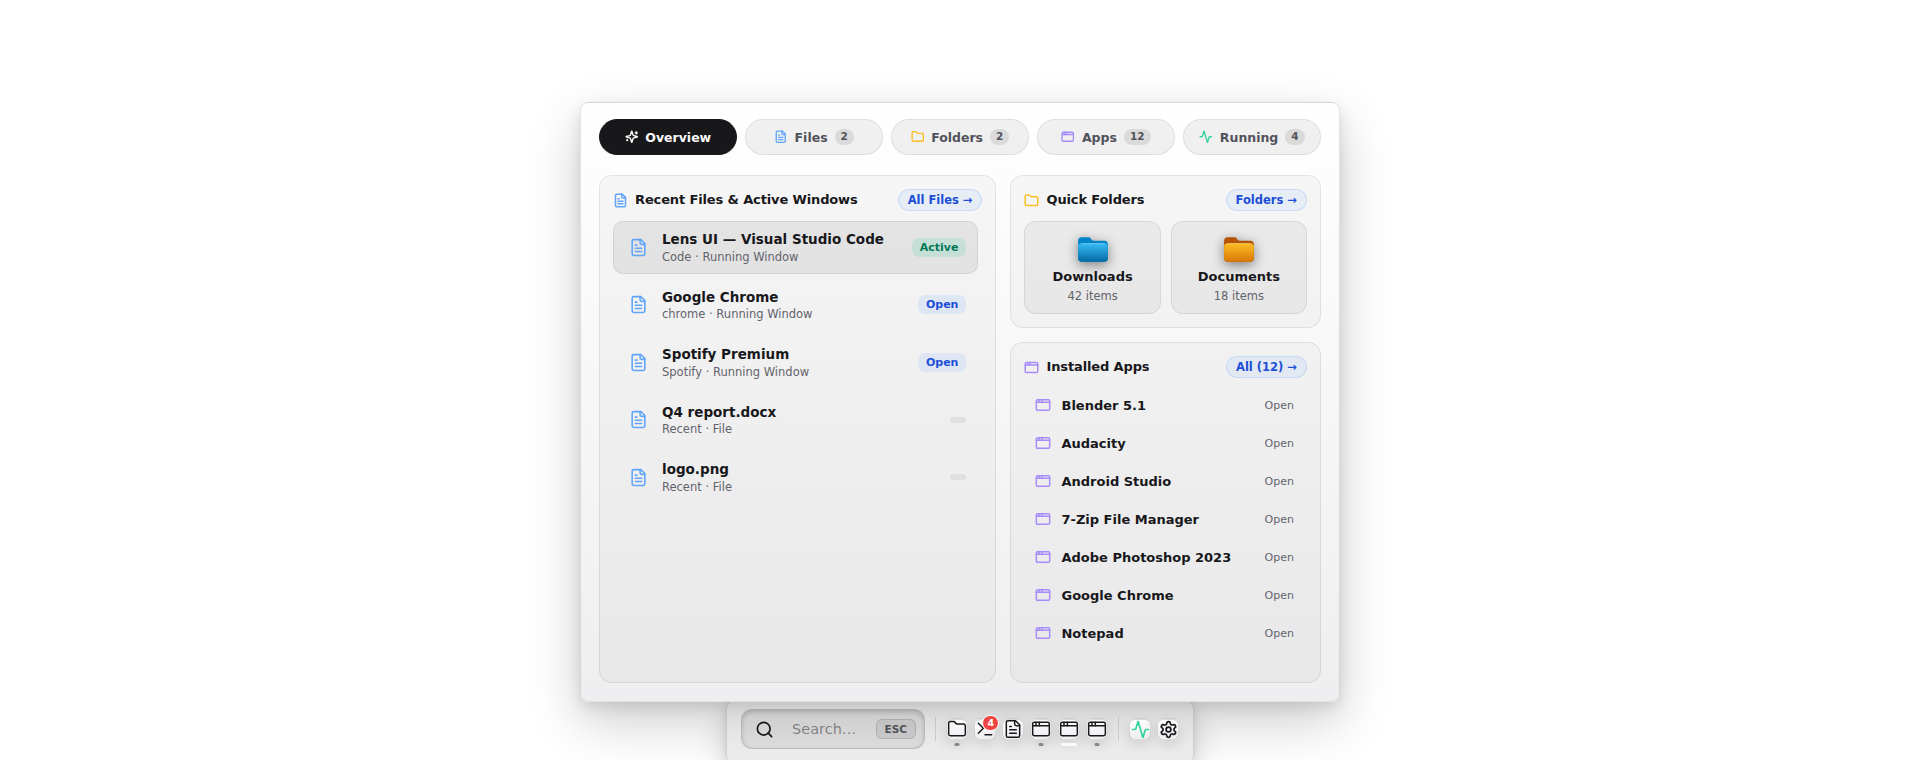 Overview
Files 2
Folders 2
Apps 12
Running 4
Recent Files & Active Windows
All Files →
Lens UI — Visual Studio Code
Code · Running Window
Active
Google Chrome
chrome · Running Window
Open
Spotify Premium
Spotify · Running Window
Open
Q4 report.docx
Recent · File
logo.png
Recent · File
Quick Folders
Folders →
Downloads
42 items
Documents
18 items
Installed Apps
All (12) →
Blender 5.1
Open
Audacity
Open
Android Studio
Open
7-Zip File Manager
Open
Adobe Photoshop 2023
Open
Google Chrome
Open
Notepad
Open
Search...
ESC
4